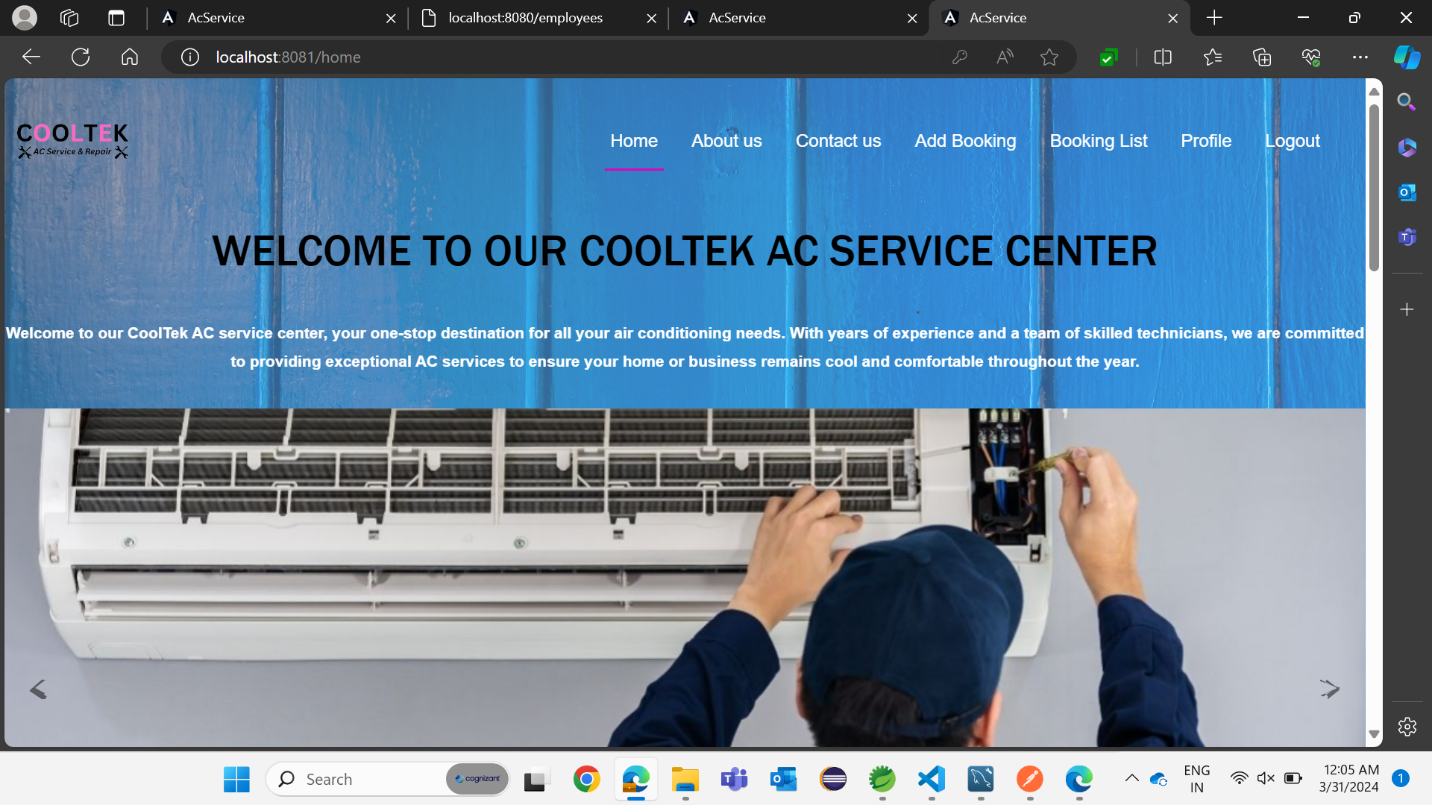 AcService
localhost:8080/employees
AcService
AcService
localhost:8081/home
COOLTEK
AC Service & Repair
Home
About us
Contact us
Add Booking
Booking List
Profile
Logout
WELCOME TO OUR COOLTEK AC SERVICE CENTER
Welcome to our CoolTek AC service center, your one-stop destination for all your air conditioning needs. With years of experience and a team of skilled technicians, we are committed
to providing exceptional AC services to ensure your home or business remains cool and comfortable throughout the year.
Search
cognizant
ENG
IN
12:05 AM
3/31/2024
1